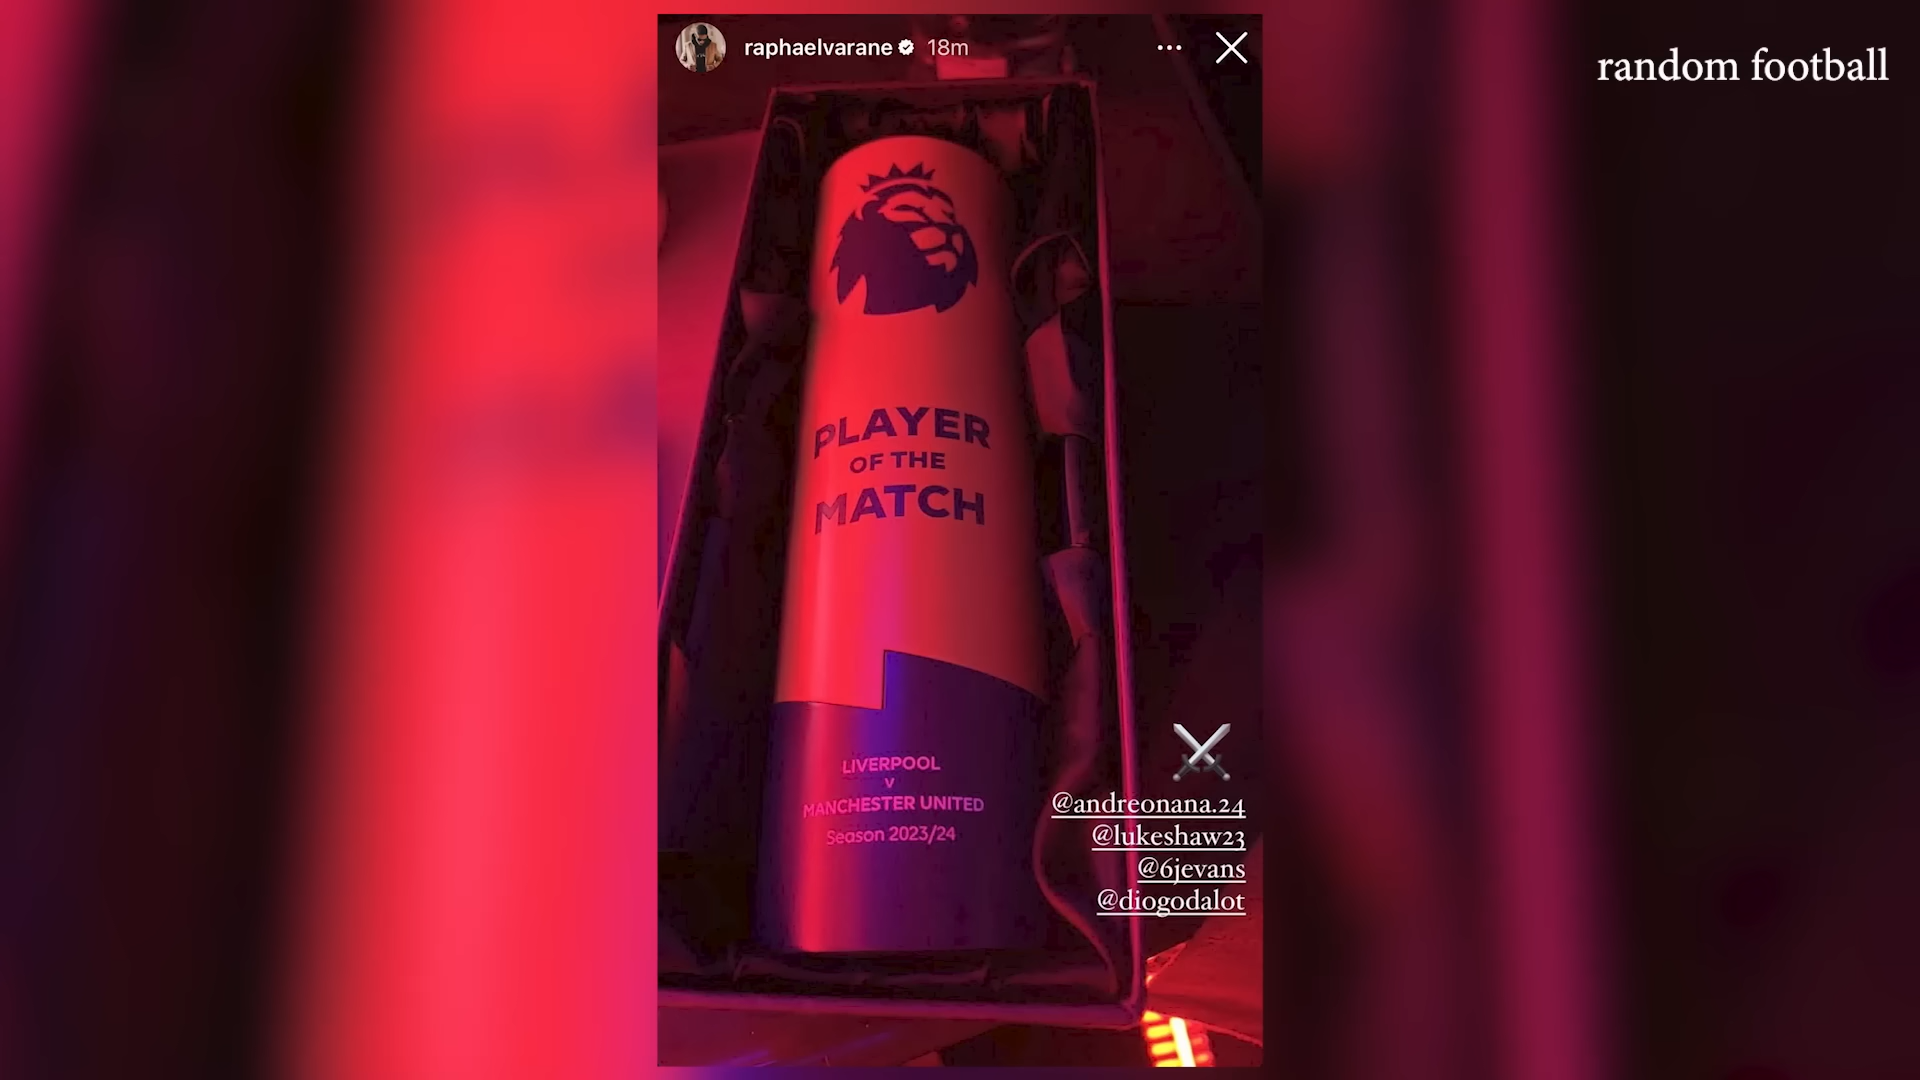 raphaelvarane 18m
random football
PLAYER
OF THE
MATCH
LIVERPOOL
v
MANCHESTER UNITED
Season 2023/24
@andreonana.24
@lukeshaw23
@6jevans
@diogodalot